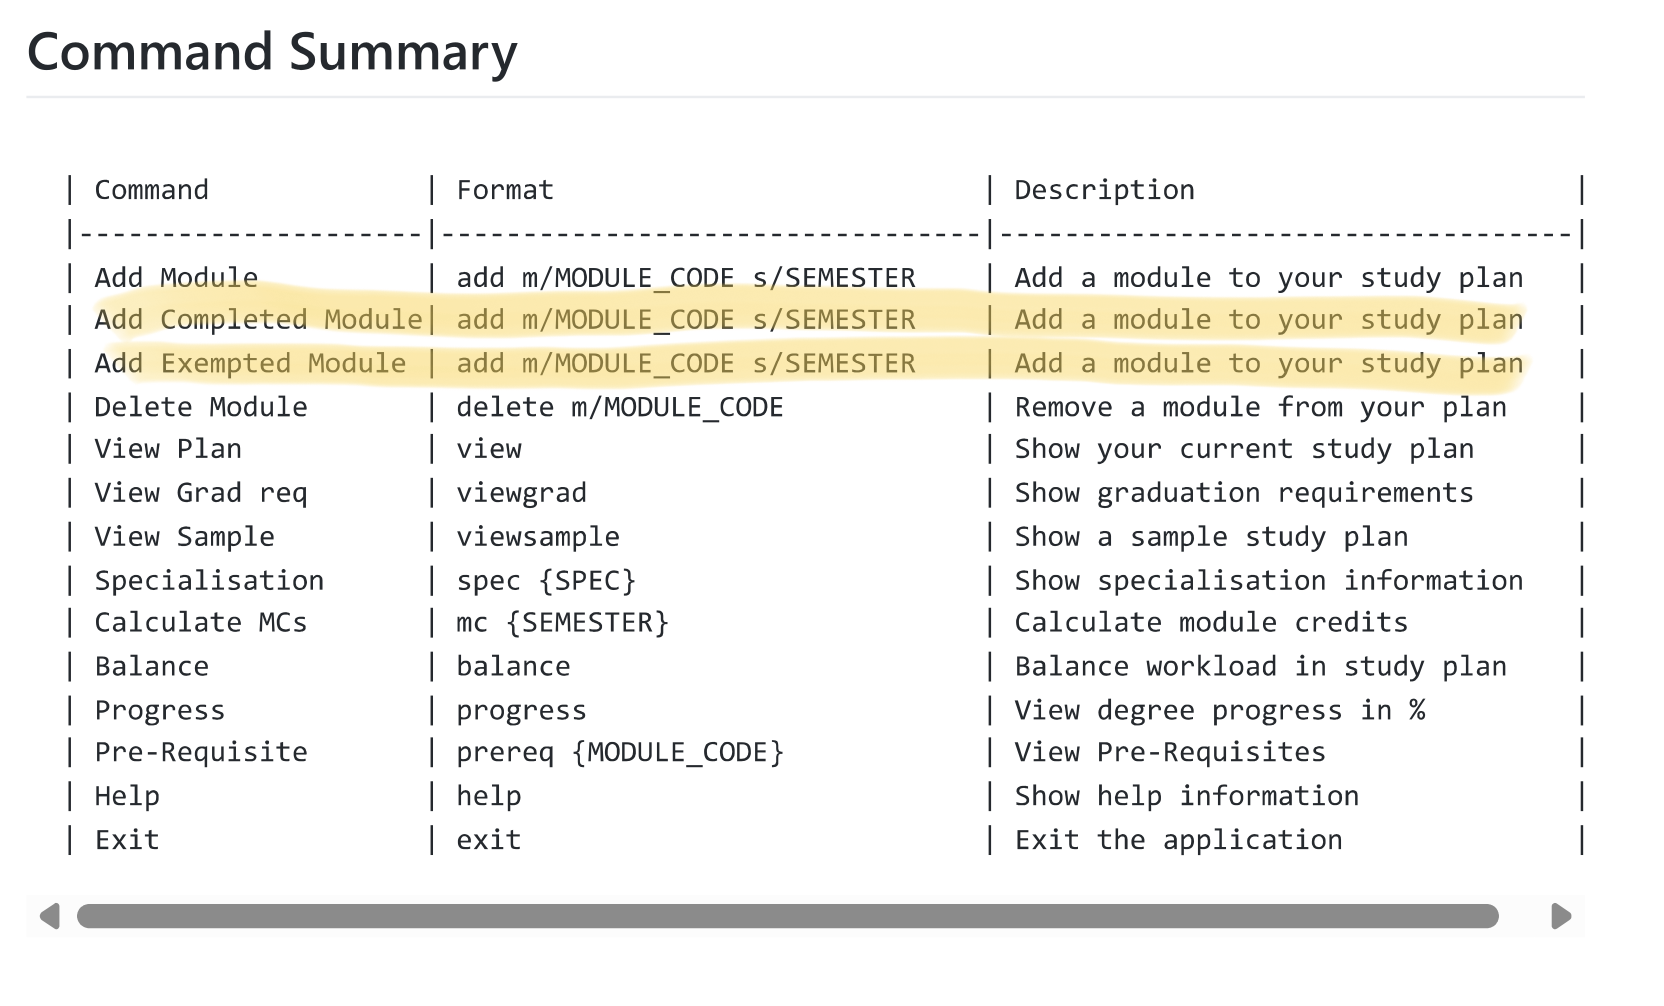 Command Summary
| Command | Format | Description |
|---------------------|---------------------------------|-----------------------------------|
| Add Module | add m/MODULE_CODE s/SEMESTER | Add a module to your study plan |
| Add Completed Module| add m/MODULE_CODE s/SEMESTER | Add a module to your study plan |
| Add Exempted Module | add m/MODULE_CODE s/SEMESTER | Add a module to your study plan |
| Delete Module | delete m/MODULE_CODE | Remove a module from your plan |
| View Plan | view | Show your current study plan |
| View Grad req | viewgrad | Show graduation requirements |
| View Sample | viewsample | Show a sample study plan |
| Specialisation | spec {SPEC} | Show specialisation information |
| Calculate MCs | mc {SEMESTER} | Calculate module credits |
| Balance | balance | Balance workload in study plan |
| Progress | progress | View degree progress in % |
| Pre-Requisite | prereq {MODULE_CODE} | View Pre-Requisites |
| Help | help | Show help information |
| Exit | exit | Exit the application |